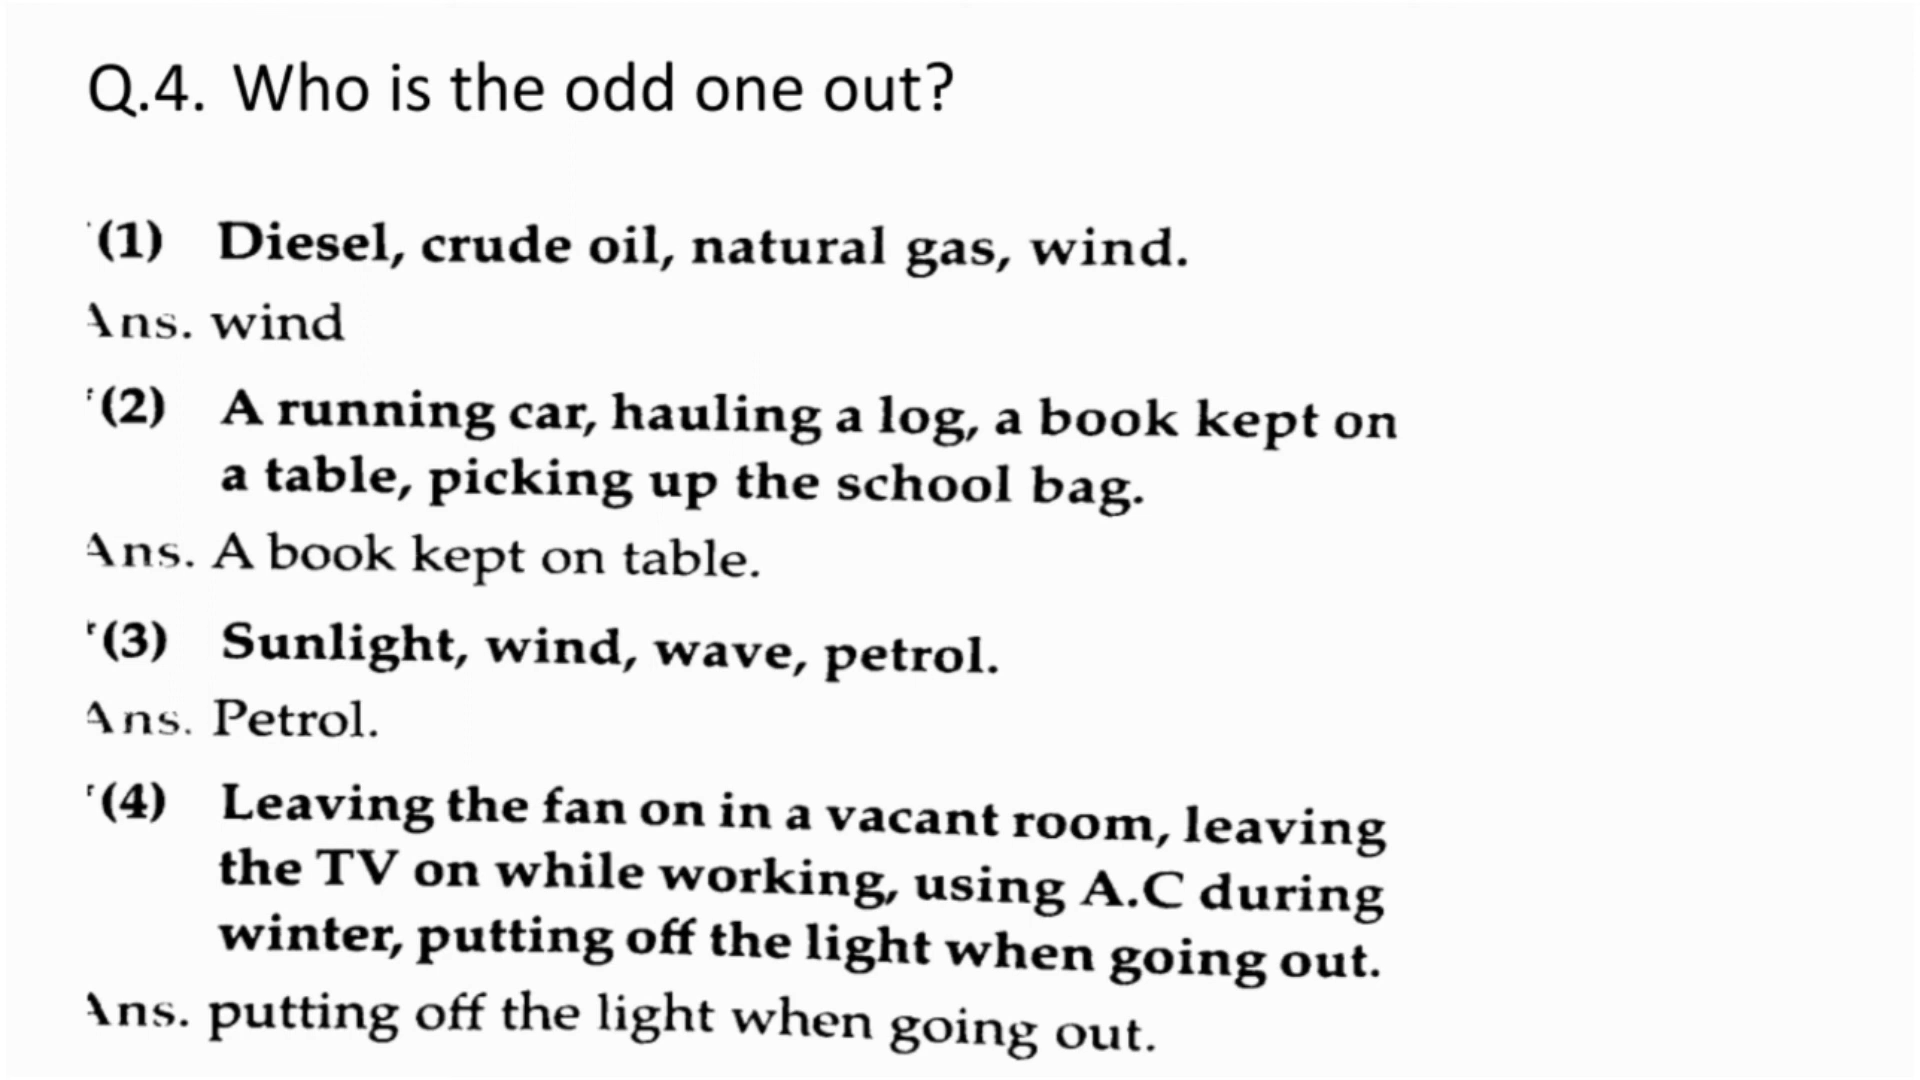 Q.4. Who is the odd one out?
(1) Diesel, crude oil, natural gas, wind.
Ans. wind
(2) A running car, hauling a log, a book kept on
a table, picking up the school bag.
Ans. A book kept on table.
(3) Sunlight, wind, wave, petrol.
Ans. Petrol.
(4) Leaving the fan on in a vacant room, leaving
the TV on while working, using A.C during
winter, putting off the light when going out.
Ans. putting off the light when going out.